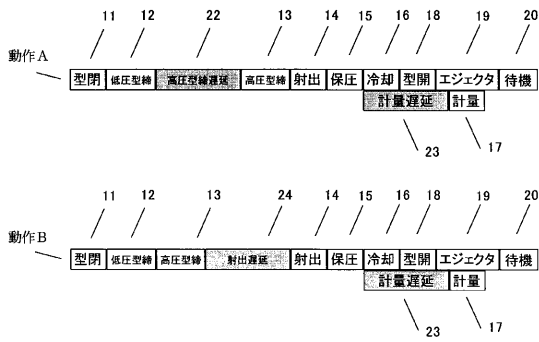 11 12 22 13 14 15 16 18 19 20
動作A
型閉 低圧型締 高圧型締遅延 高圧型締 射出 保圧 冷却 型開 エジェクタ 待機
計量遅延 計量
23 17
11 12 13 24 14 15 16 18 19 20
動作B
型閉 低圧型締 高圧型締 射出遅延 射出 保圧 冷却 型開 エジェクタ 待機
計量遅延 計量
23 17